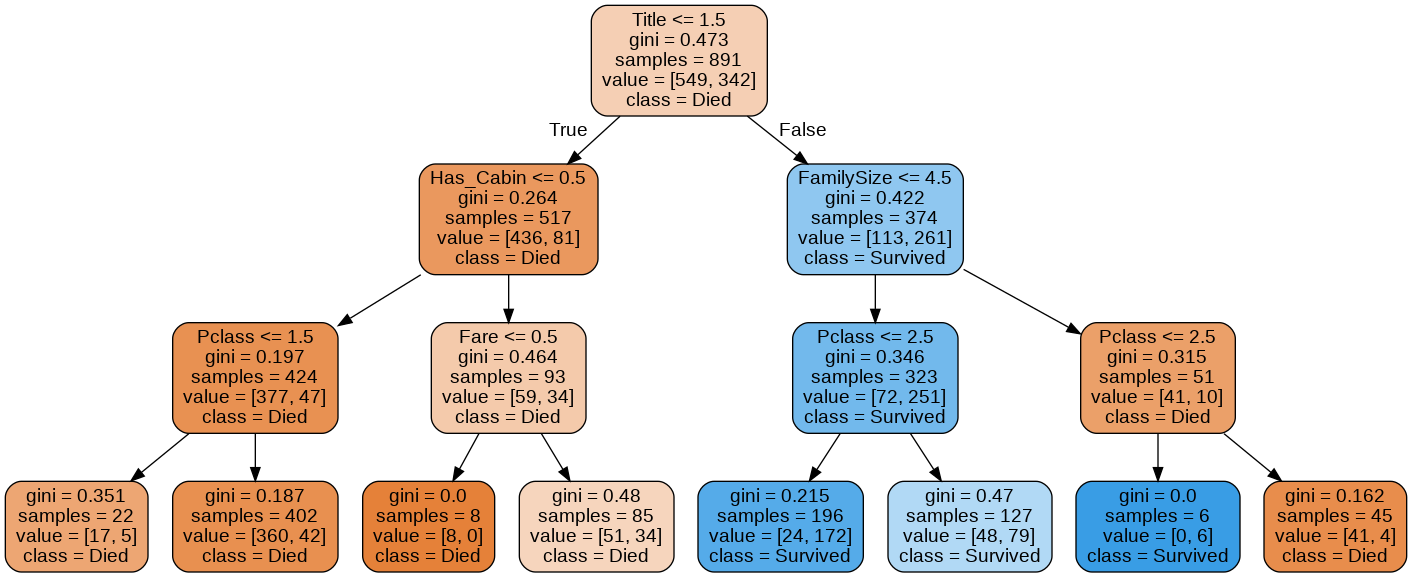 Title <= 1.5
gini = 0.473
samples = 891
value = [549, 342]
class = Died
True
False
Has_Cabin <= 0.5
gini = 0.264
samples = 517
value = [436, 81]
class = Died
FamilySize <= 4.5
gini = 0.422
samples = 374
value = [113, 261]
class = Survived
Pclass <= 1.5
gini = 0.197
samples = 424
value = [377, 47]
class = Died
Fare <= 0.5
gini = 0.464
samples = 93
value = [59, 34]
class = Died
Pclass <= 2.5
gini = 0.346
samples = 323
value = [72, 251]
class = Survived
Pclass <= 2.5
gini = 0.315
samples = 51
value = [41, 10]
class = Died
gini = 0.351
samples = 22
value = [17, 5]
class = Died
gini = 0.187
samples = 402
value = [360, 42]
class = Died
gini = 0.0
samples = 8
value = [8, 0]
class = Died
gini = 0.48
samples = 85
value = [51, 34]
class = Died
gini = 0.215
samples = 196
value = [24, 172]
class = Survived
gini = 0.47
samples = 127
value = [48, 79]
class = Survived
gini = 0.0
samples = 6
value = [0, 6]
class = Survived
gini = 0.162
samples = 45
value = [41, 4]
class = Died